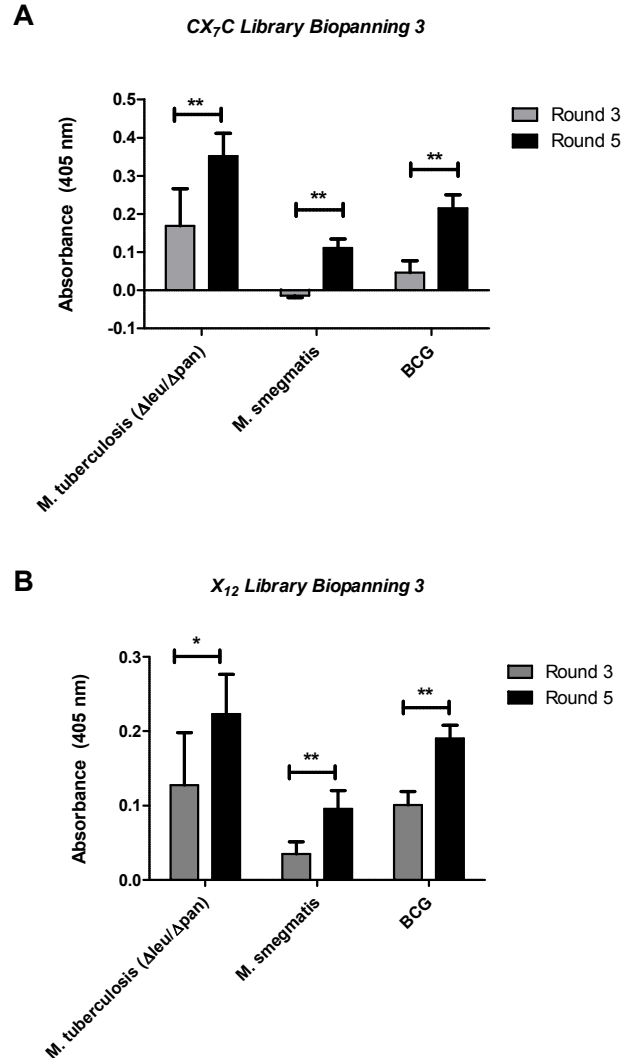 A
CX7C Library Biopanning 3
Absorbance (405 nm)
0.5
0.4
0.3
0.2
0.1
0.0
-0.1
**
**
**
Round 3
Round 5
M. tuberculosis (Δleu/Δpan)
M. smegmatis
BCG
B
X12 Library Biopanning 3
Absorbance (405 nm)
0.3
0.2
0.1
0.0
*
**
**
Round 3
Round 5
M. tuberculosis (Δleu/Δpan)
M. smegmatis
BCG